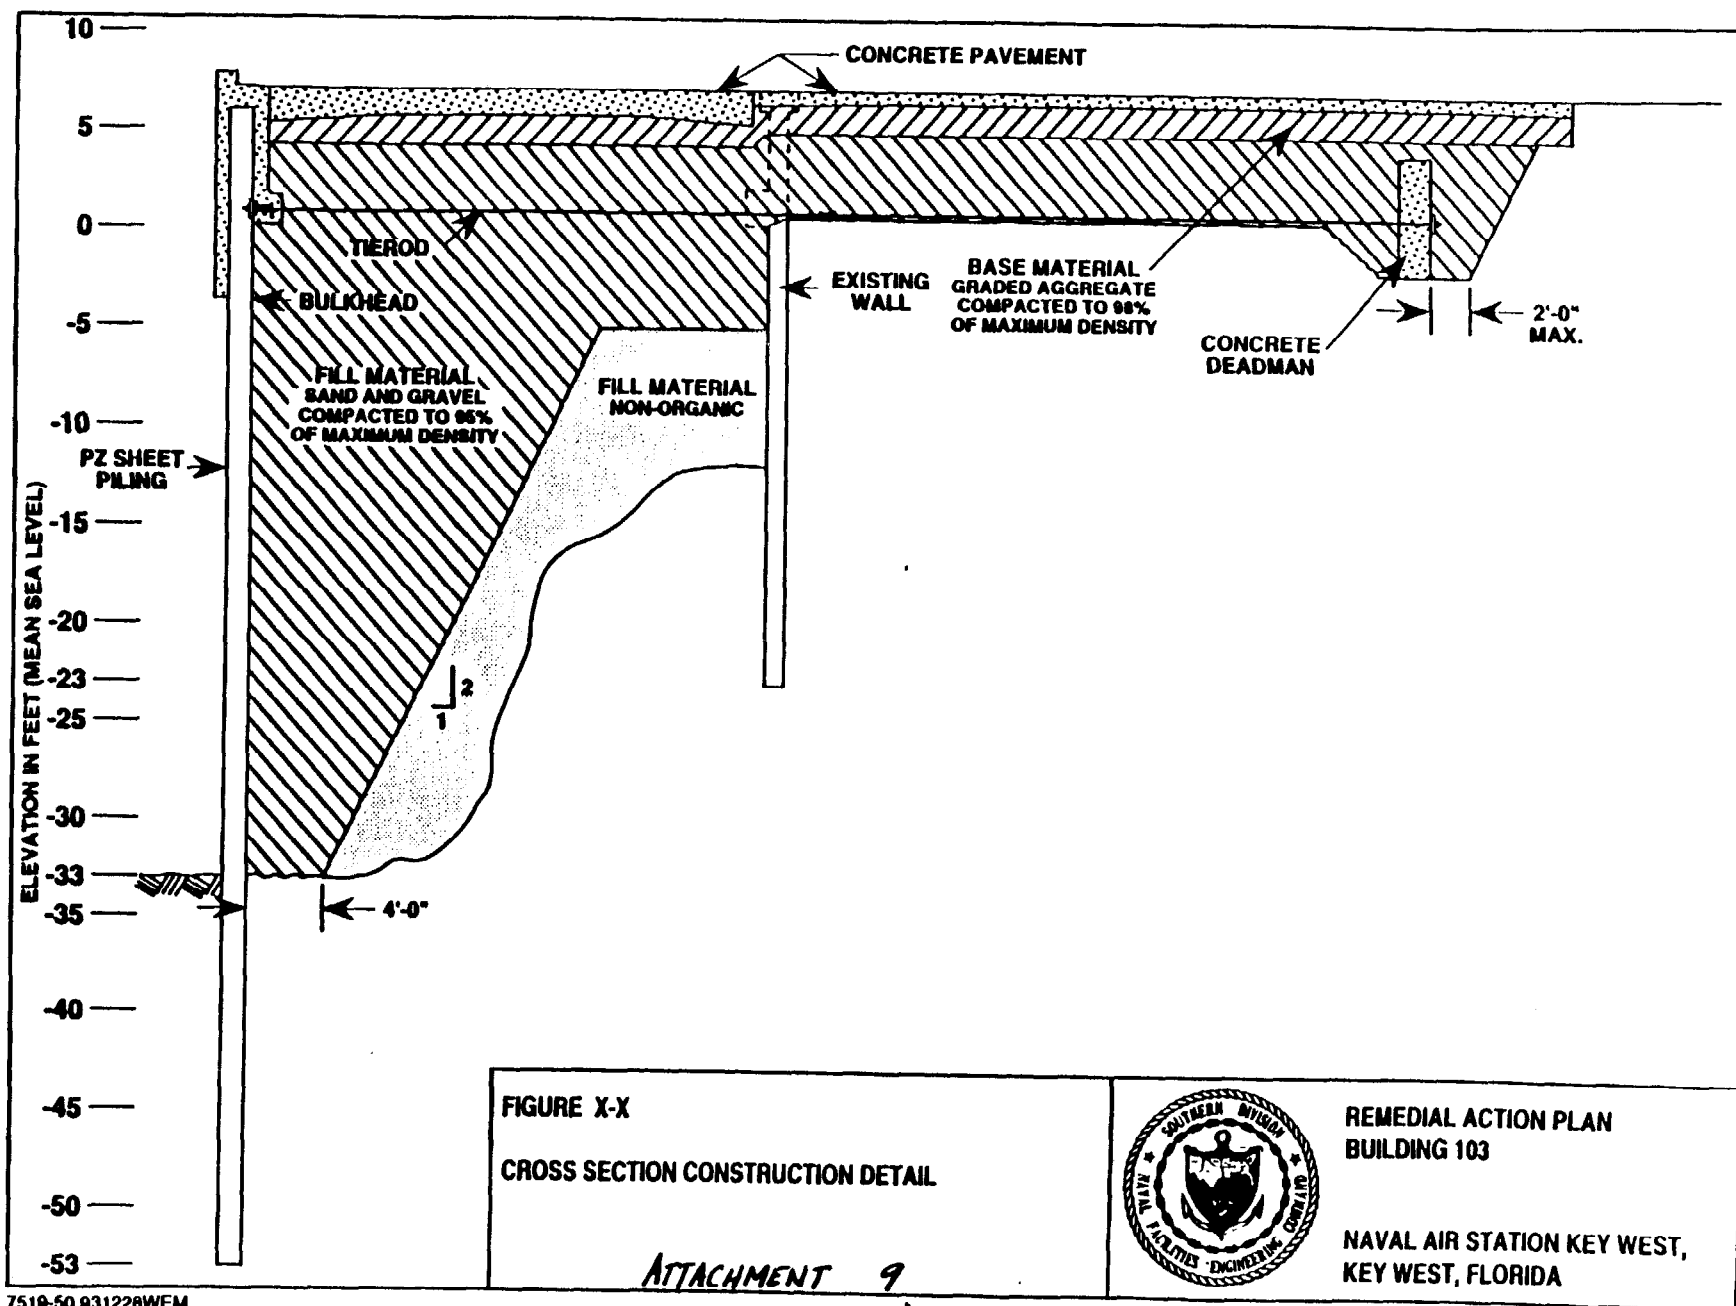 10
CONCRETE PAVEMENT
5
0
TIEROD
BULKHEAD
EXISTING
WALL
BASE MATERIAL
GRADED AGGREGATE
COMPACTED TO 98%
OF MAXIMUM DENSITY
CONCRETE
DEADMAN
2'-0"
MAX.
-5
FILL MATERIAL
SAND AND GRAVEL
COMPACTED TO 95%
OF MAXIMUM DENSITY
FILL MATERIAL
NON-ORGANIC
-10
PZ SHEET
PILING
ELEVATION IN FEET (MEAN SEA LEVEL)
-15
-20
-23
2
1
-25
-30
-33
-35
4'-0"
-40
-45
-50
-53
FIGURE X-X
CROSS SECTION CONSTRUCTION DETAIL
ATTACHMENT 9
SOUTHERN DIVISION
NAVAL FACILITIES ENGINEERING COMMAND
REMEDIAL ACTION PLAN
BUILDING 103
NAVAL AIR STATION KEY WEST,
KEY WEST, FLORIDA
7519-50 931228WEM